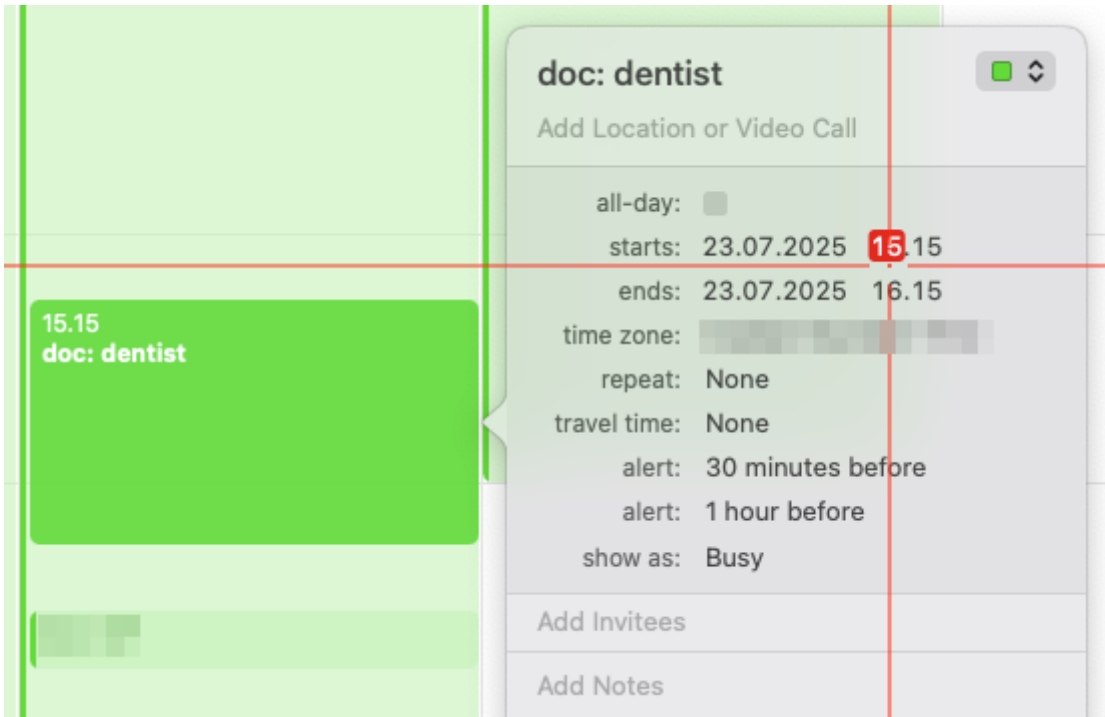 15.15
doc: dentist
doc: dentist
Add Location or Video Call
all-day:
starts: 23.07.2025 15.15
ends: 23.07.2025 16.15
time zone:
repeat: None
travel time: None
alert: 30 minutes before
alert: 1 hour before
show as: Busy
Add Invitees
Add Notes